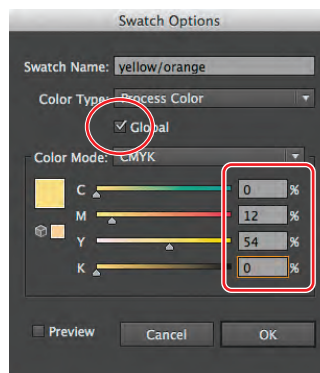 Swatch Options
Swatch Name: yellow/orange
Color Type: Process Color
Global
Color Mode: CMYK
C 0 %
M 12 %
Y 54 %
K 0 %
Preview Cancel OK